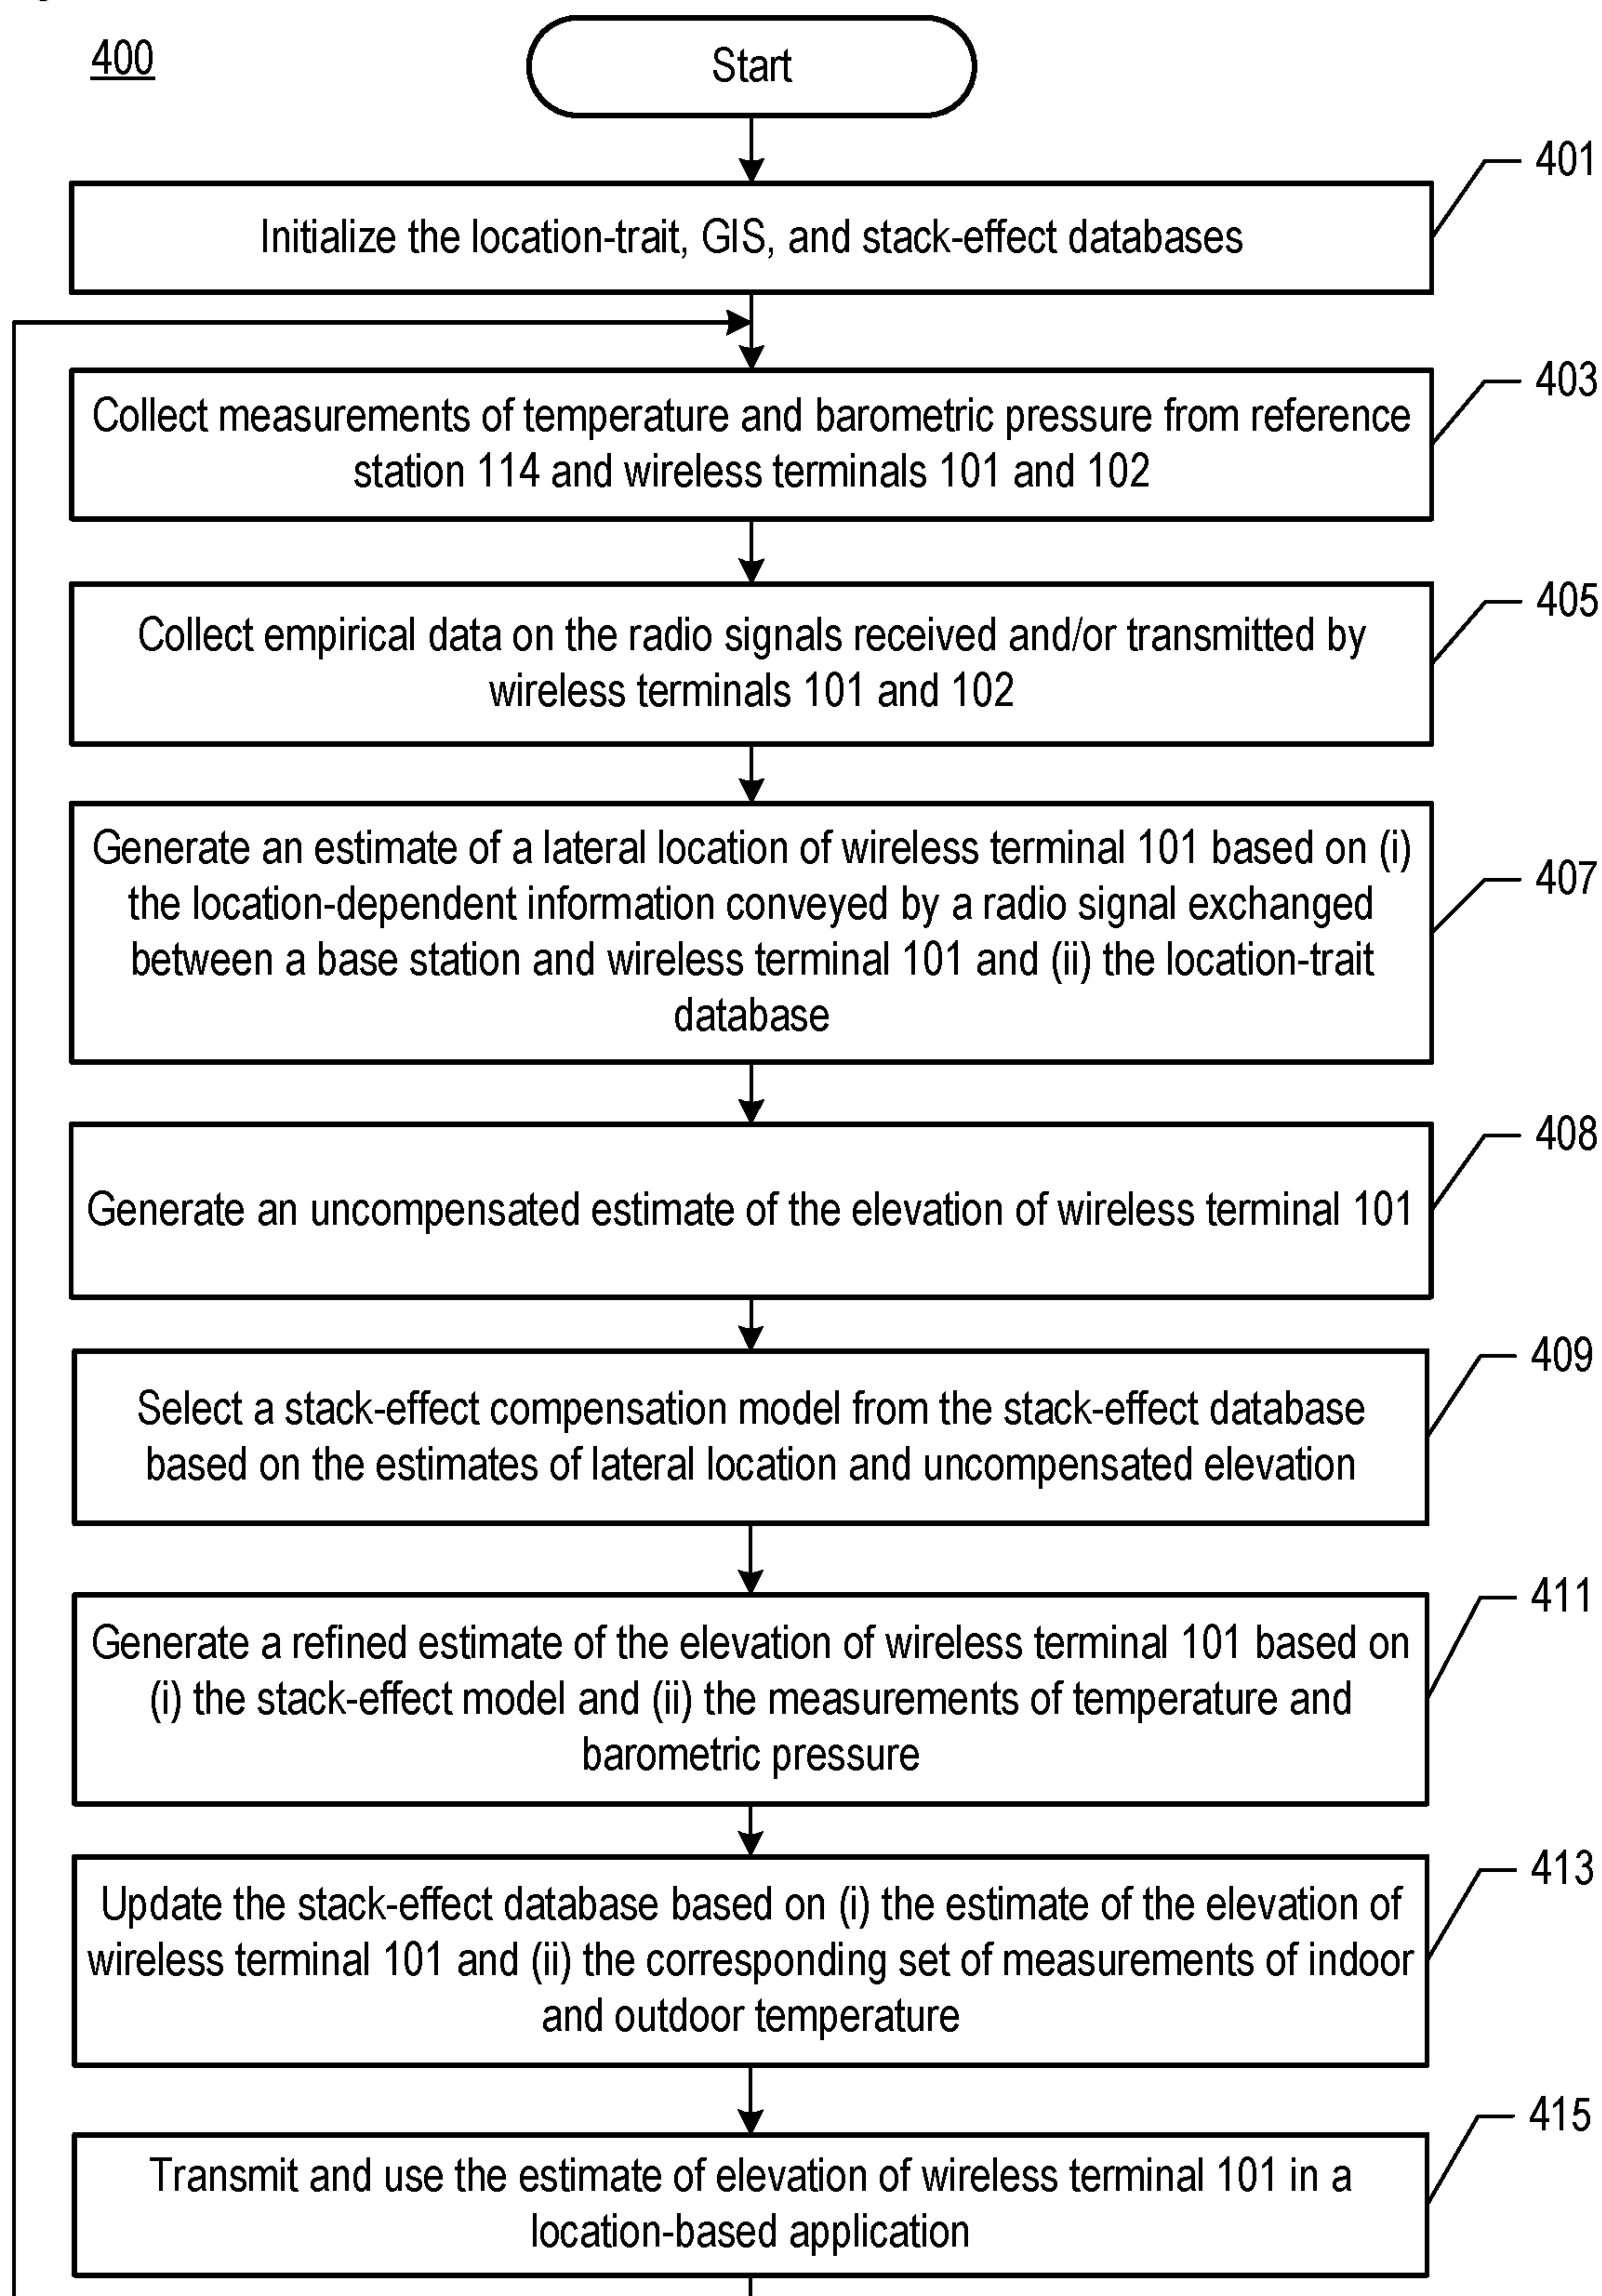 400
Start
401
Initialize the location-trait, GIS, and stack-effect databases
403
Collect measurements of temperature and barometric pressure from reference
station 114 and wireless terminals 101 and 102
405
Collect empirical data on the radio signals received and/or transmitted by
wireless terminals 101 and 102
407
Generate an estimate of a lateral location of wireless terminal 101 based on (i)
the location-dependent information conveyed by a radio signal exchanged
between a base station and wireless terminal 101 and (ii) the location-trait
database
408
Generate an uncompensated estimate of the elevation of wireless terminal 101
409
Select a stack-effect compensation model from the stack-effect database
based on the estimates of lateral location and uncompensated elevation
411
Generate a refined estimate of the elevation of wireless terminal 101 based on
(i) the stack-effect model and (ii) the measurements of temperature and
barometric pressure
413
Update the stack-effect database based on (i) the estimate of the elevation of
wireless terminal 101 and (ii) the corresponding set of measurements of indoor
and outdoor temperature
415
Transmit and use the estimate of elevation of wireless terminal 101 in a
location-based application